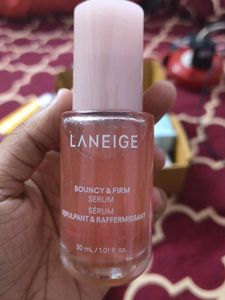 LANEIGE
BOUNCY & FIRM
SERUM
SÉRUM
REPULPANT & RAFFERMISSANT
30 mL / 1.01 fl. oz.